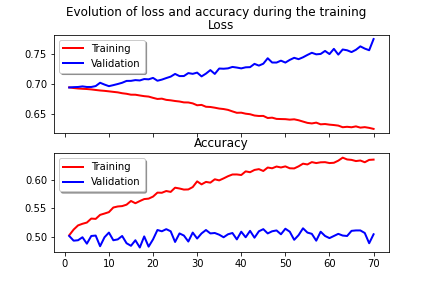 Evolution of loss and accuracy during the training
Loss
0.75
0.70
0.65
Training
Validation
Accuracy
0.60
0.55
0.50
Training
Validation
0 10 20 30 40 50 60 70